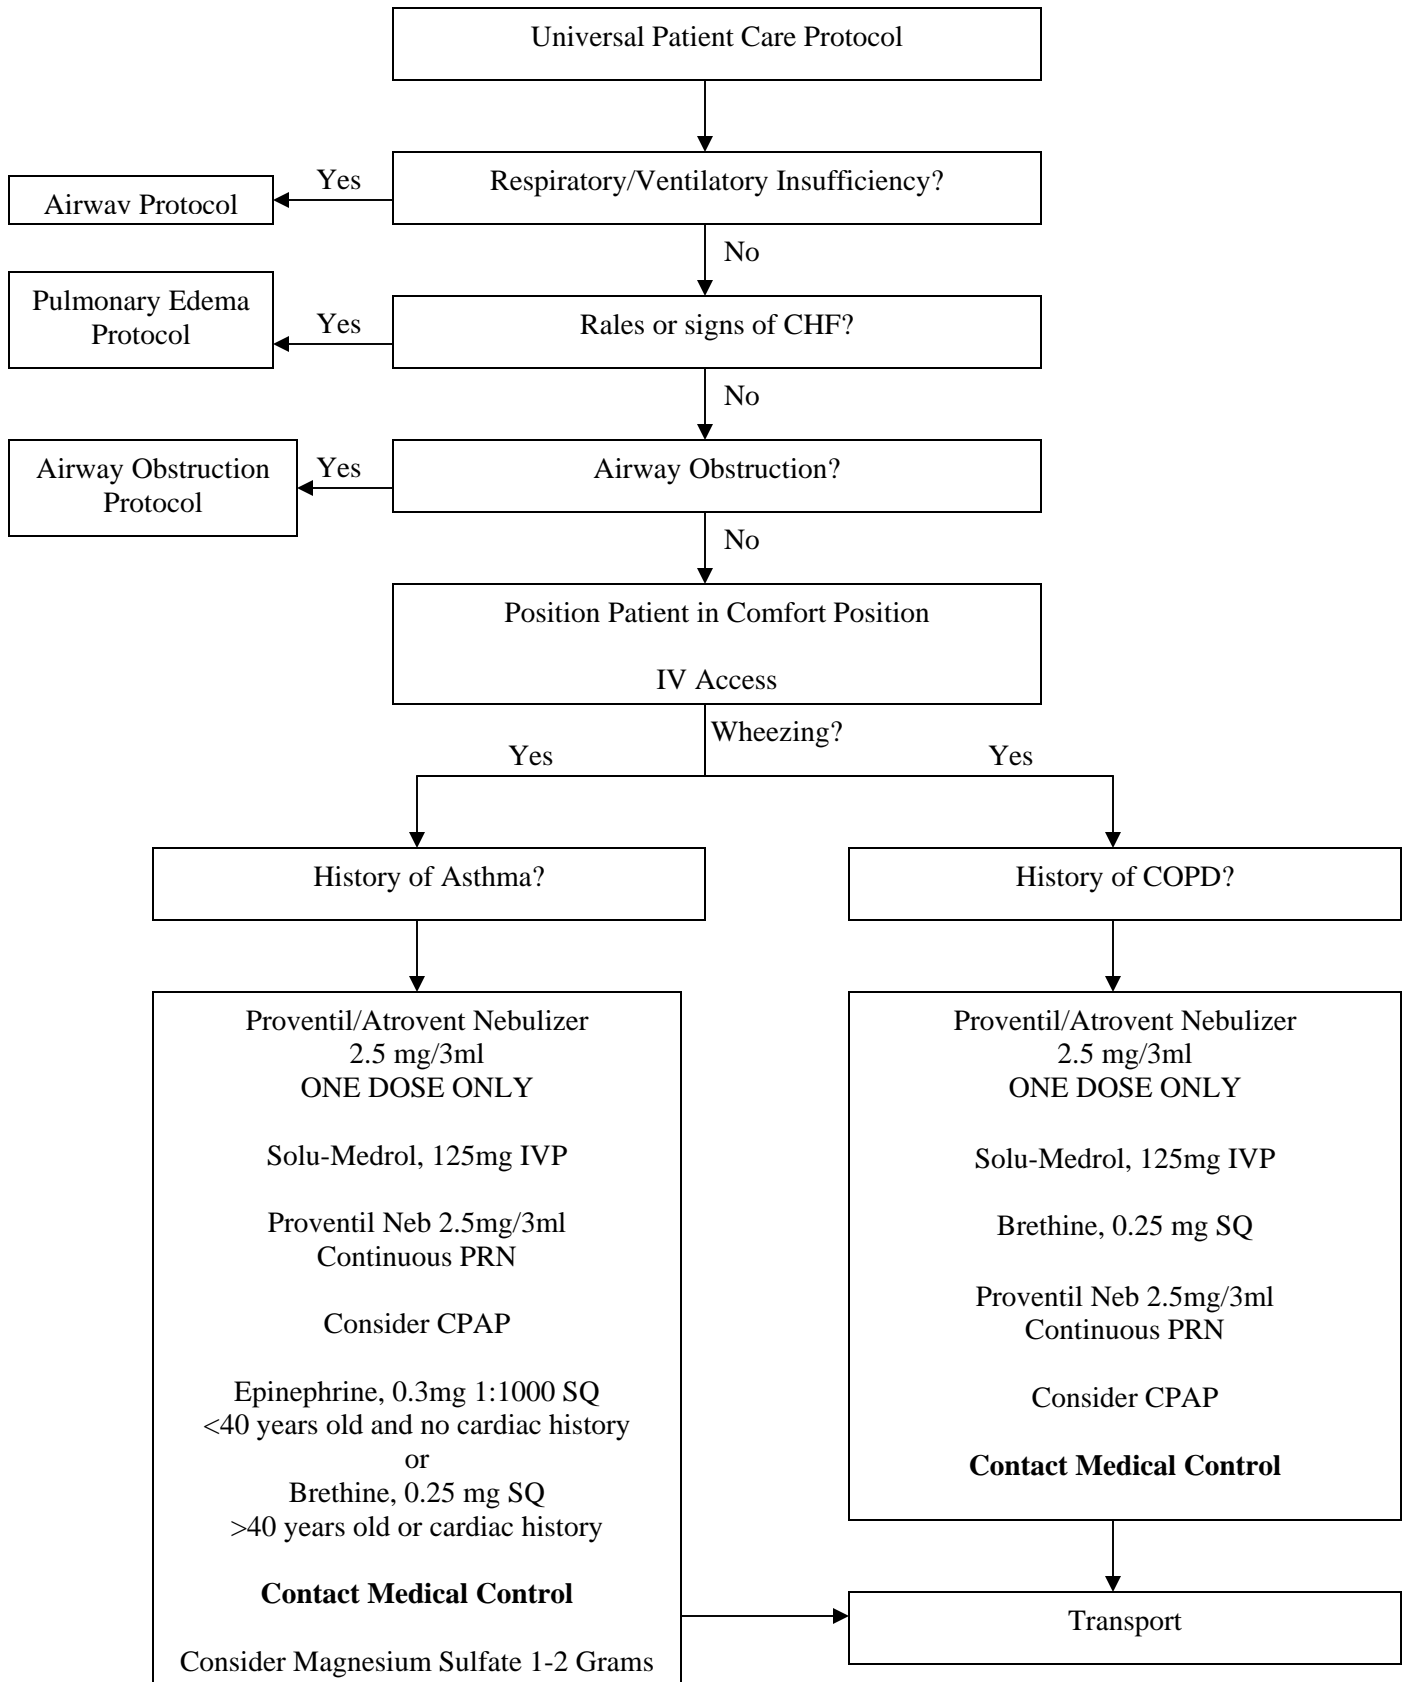 Universal Patient Care Protocol
Respiratory/Ventilatory Insufficiency?
Yes
Airwav Protocol
No
Rales or signs of CHF?
Yes
Pulmonary Edema
Protocol
No
Airway Obstruction?
Yes
Airway Obstruction
Protocol
No
Position Patient in Comfort Position
IV Access
Wheezing?
Yes
Yes
History of Asthma?
History of COPD?
Proventil/Atrovent Nebulizer
2.5 mg/3ml
ONE DOSE ONLY
Solu-Medrol, 125mg IVP
Proventil Neb 2.5mg/3ml
Continuous PRN
Consider CPAP
Epinephrine, 0.3mg 1:1000 SQ
<40 years old and no cardiac history
or
Brethine, 0.25 mg SQ
>40 years old or cardiac history
Contact Medical Control
Consider Magnesium Sulfate 1-2 Grams
Proventil/Atrovent Nebulizer
2.5 mg/3ml
ONE DOSE ONLY
Solu-Medrol, 125mg IVP
Brethine, 0.25 mg SQ
Proventil Neb 2.5mg/3ml
Continuous PRN
Consider CPAP
Contact Medical Control
Transport